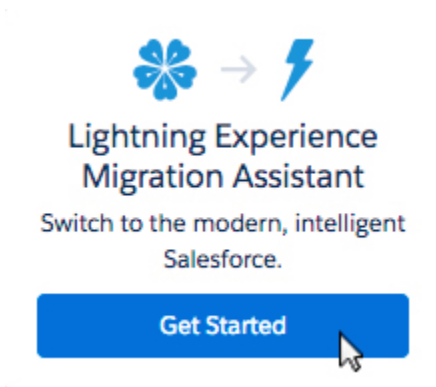 Lightning Experience
Migration Assistant
Switch to the modern, intelligent
Salesforce.
Get Started